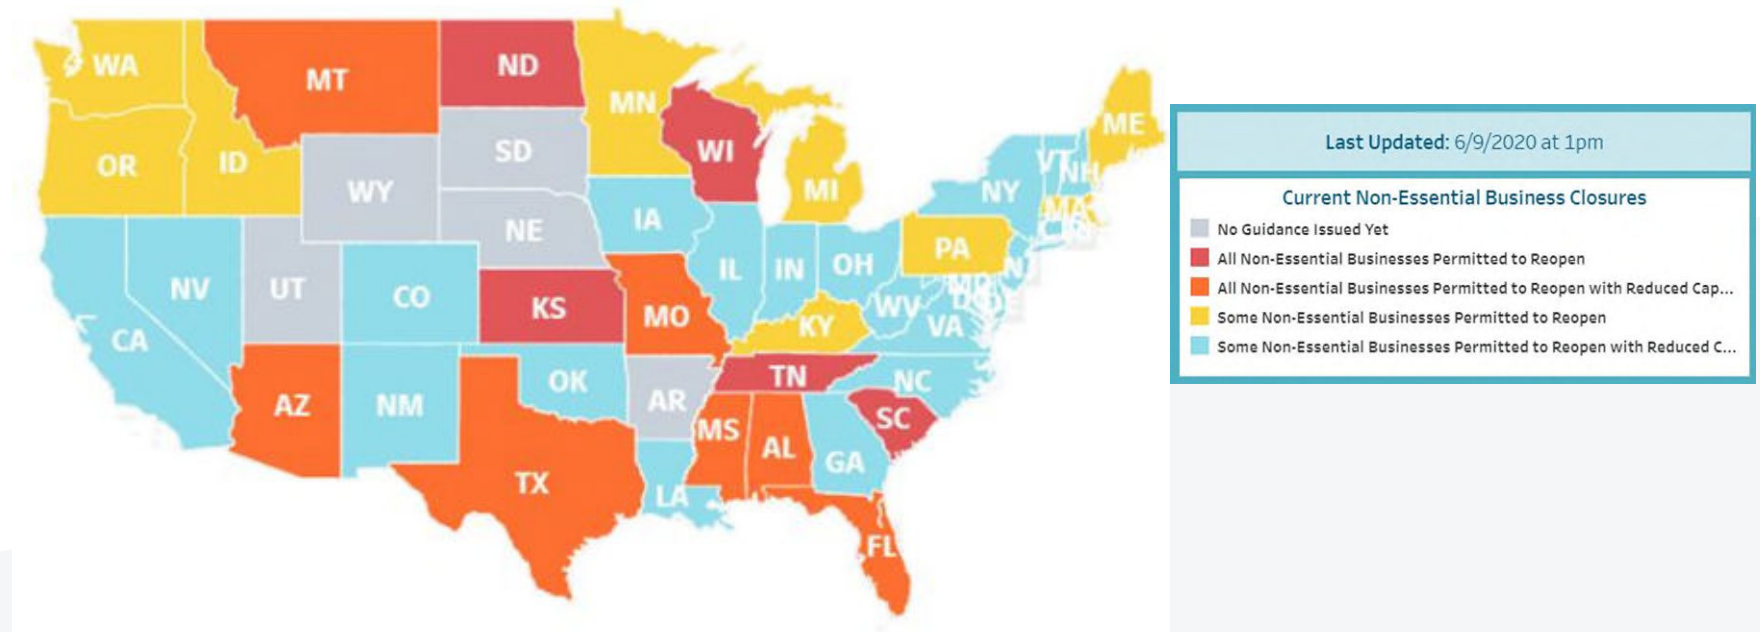 WA
MT
ND
MN
ME
OR
ID
SD
WI
VT
NH
WY
MI
NY
IA
NE
MA
PA
NV
UT
CO
IL
IN
OH
KS
MO
WV
MD
DC
DE
CA
KY
VA
AZ
NM
OK
TN
NC
AR
SC
MS
AL
GA
TX
LA
FL
Last Updated: 6/9/2020 at 1pm
Current Non-Essential Business Closures
No Guidance Issued Yet
All Non-Essential Businesses Permitted to Reopen
All Non-Essential Businesses Permitted to Reopen with Reduced Cap...
Some Non-Essential Businesses Permitted to Reopen
Some Non-Essential Businesses Permitted to Reopen with Reduced C...